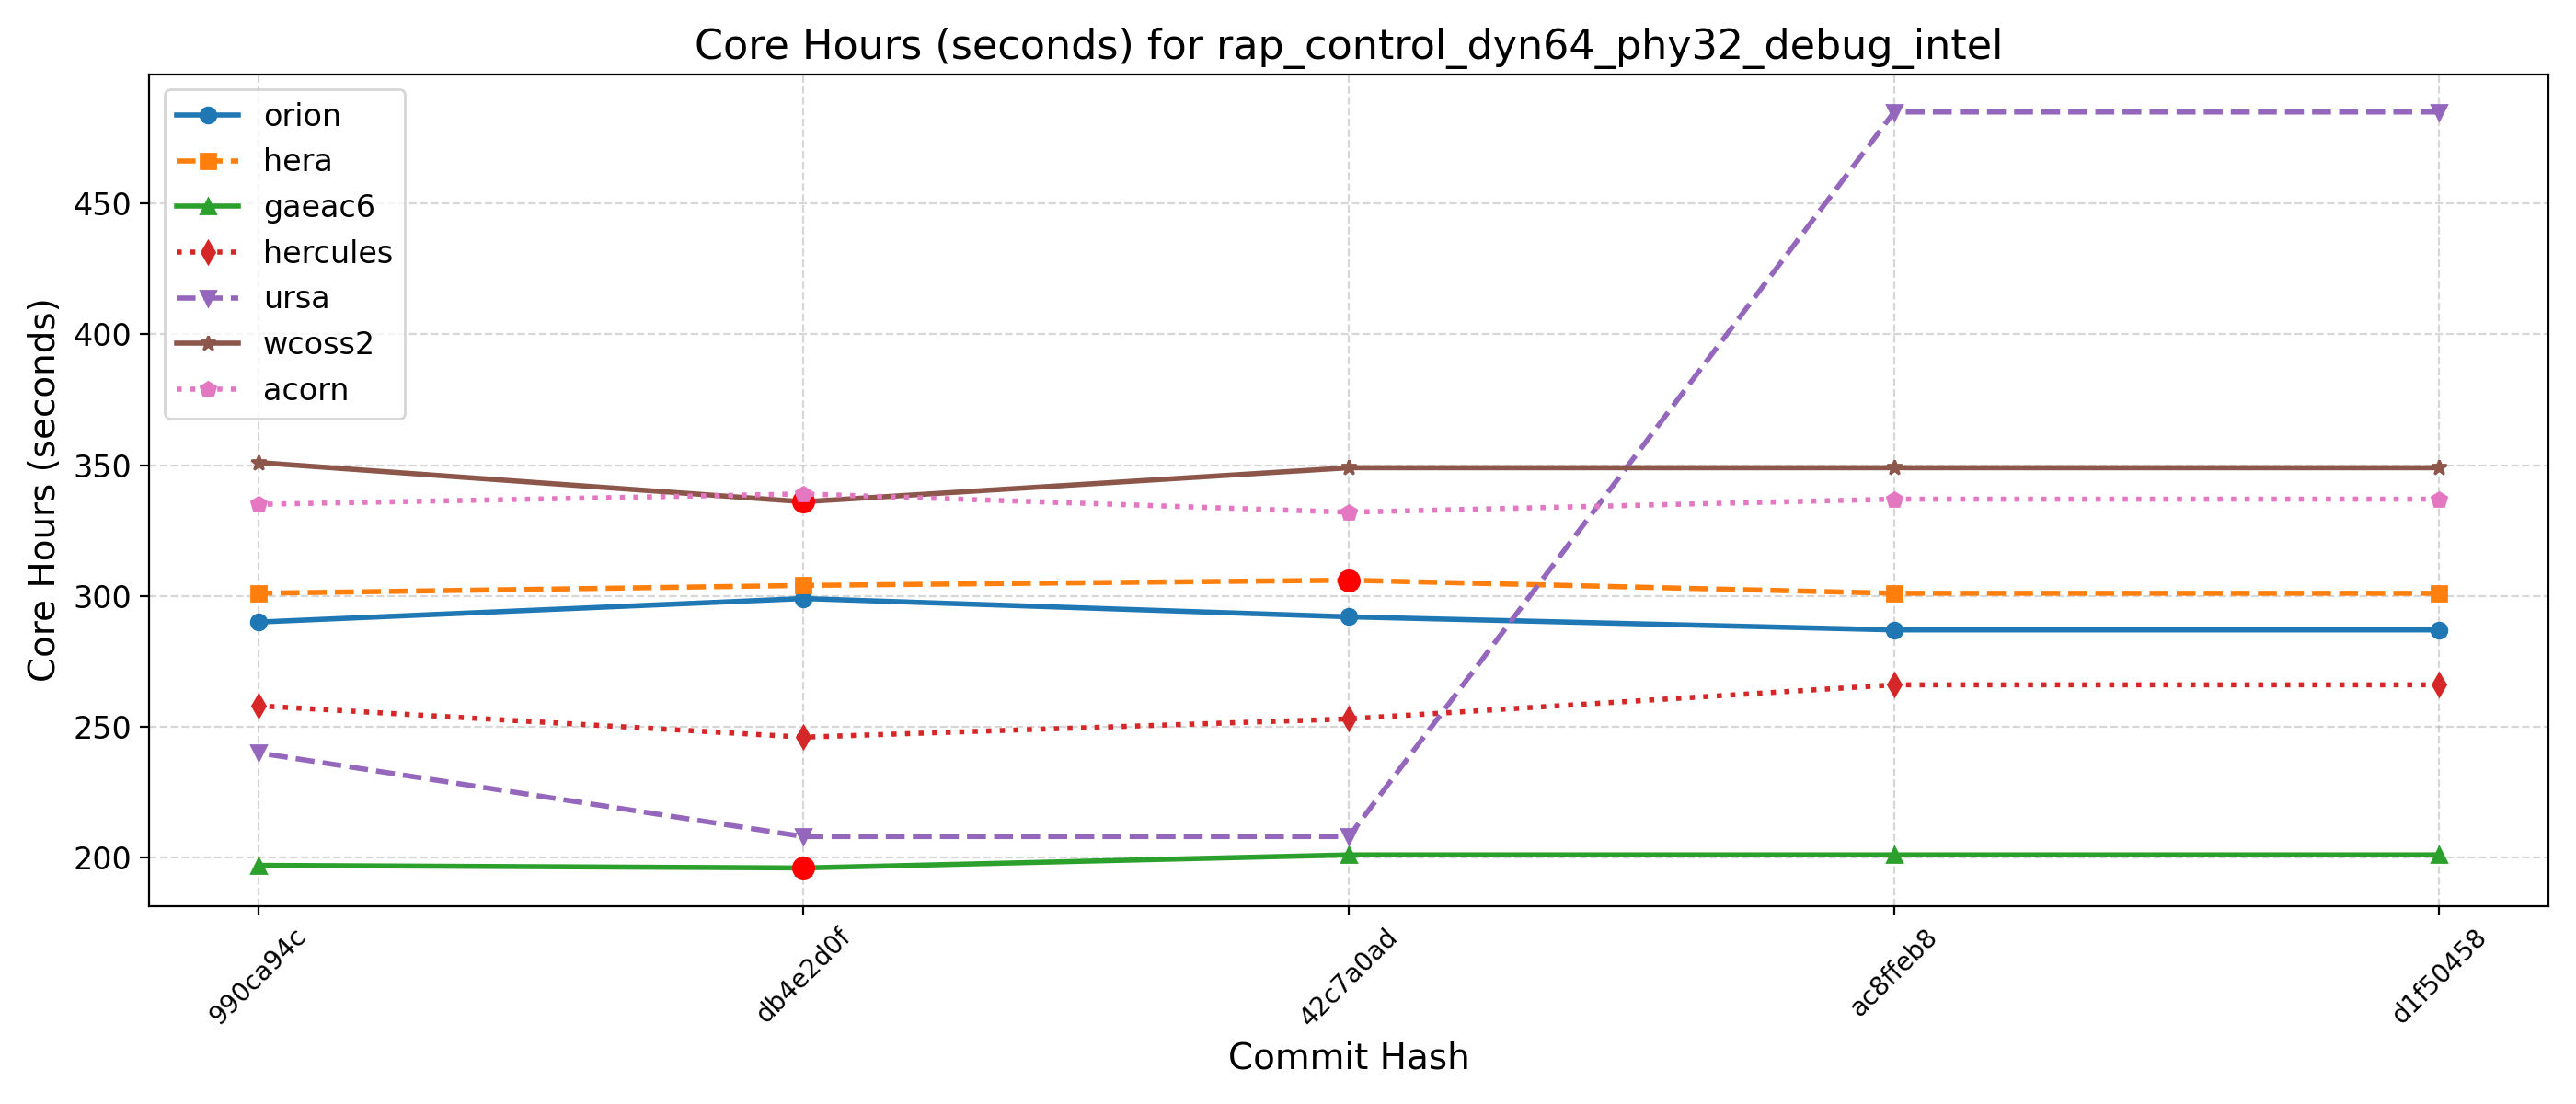 Core Hours (seconds) for rap_control_dyn64_phy32_debug_intel
orion
hera
gaeac6
hercules
ursa
wcoss2
acorn
Core Hours (seconds)
450
400
350
300
250
200
990ca94c
db4e2d0f
42c7a0ad
ac8ffeb8
d1f50458
Commit Hash